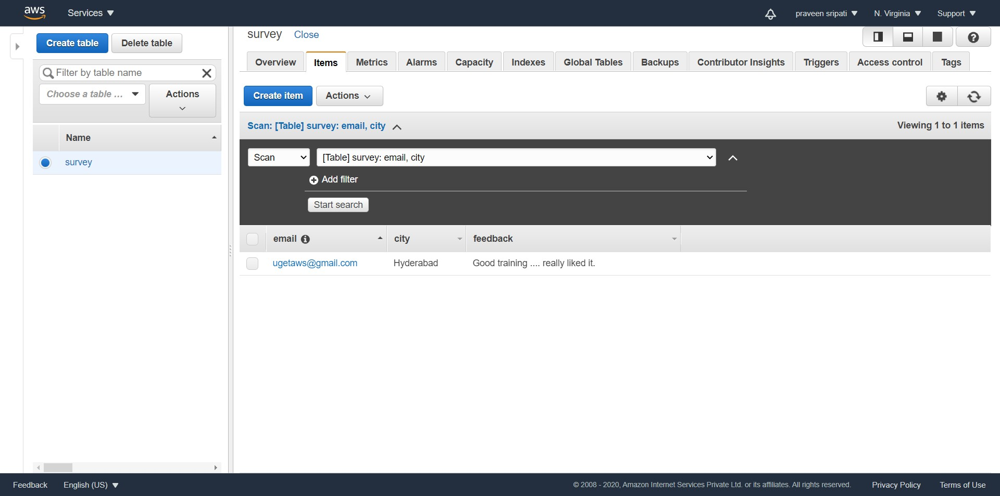 aws Services praveen sripati N. Virginia Support
Create table Delete table
Filter by table name
Choose a table ... Actions
Name
survey
survey Close
Overview Items Metrics Alarms Capacity Indexes Global Tables Backups Contributor Insights Triggers Access control Tags
Create item Actions
Scan: [Table] survey: email, city Viewing 1 to 1 items
Scan [Table] survey: email, city
Add filter
Start search
email city feedback
ugetaws@gmail.com Hyderabad Good training .... really liked it.
Feedback English (US) © 2008 - 2020, Amazon Internet Services Private Ltd. or its affiliates. All rights reserved. Privacy Policy Terms of Use